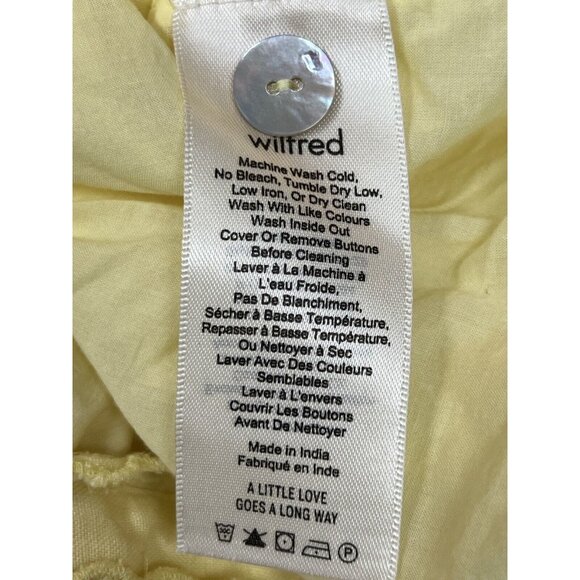 wilfred
Machine Wash Cold,
No Bleach, Tumble Dry Low,
Low Iron, Or Dry Clean
Wash With Like Colours
Wash Inside Out
Cover Or Remove Buttons
Before Cleaning
Laver à La Machine à
L'eau Froide,
Pas De Blanchiment,
Sécher à Basse Température,
Repasser à Basse Température,
Ou Nettoyer à Sec
Laver Avec Des Couleurs
Semblables
Laver à L'envers
Couvrir Les Boutons
Avant De Nettoyer
Made in India
Fabriqué en Inde
A LITTLE LOVE
GOES A LONG WAY
P